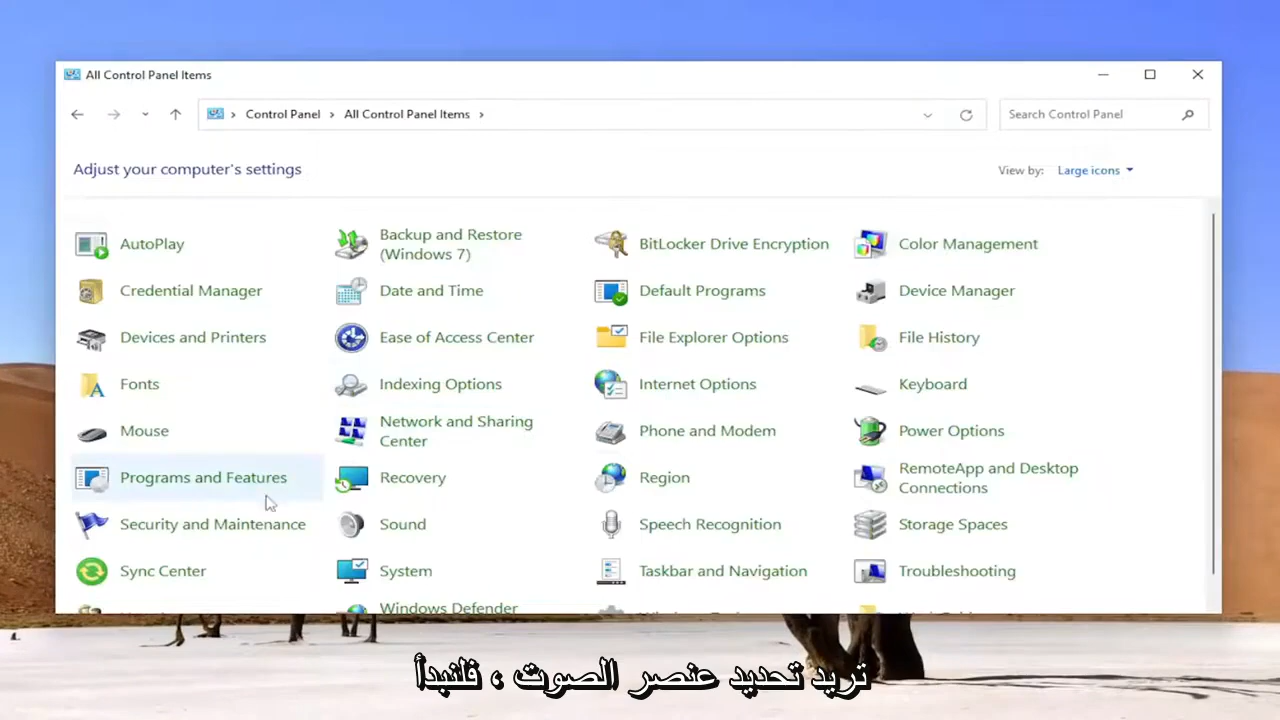 All Control Panel Items
Control Panel All Control Panel Items
Search Control Panel
Adjust your computer's settings
View by: Large icons
AutoPlay
Backup and Restore
(Windows 7)
BitLocker Drive Encryption
Color Management
Credential Manager
Date and Time
Default Programs
Device Manager
Devices and Printers
Ease of Access Center
File Explorer Options
File History
Fonts
Indexing Options
Internet Options
Keyboard
Mouse
Network and Sharing
Center
Phone and Modem
Power Options
Programs and Features
Recovery
Region
RemoteApp and Desktop
Connections
Security and Maintenance
Sound
Speech Recognition
Storage Spaces
Sync Center
System
Taskbar and Navigation
Troubleshooting
Windows Defender
تريد تحديد عنصر الصوت ، فلنبدأ